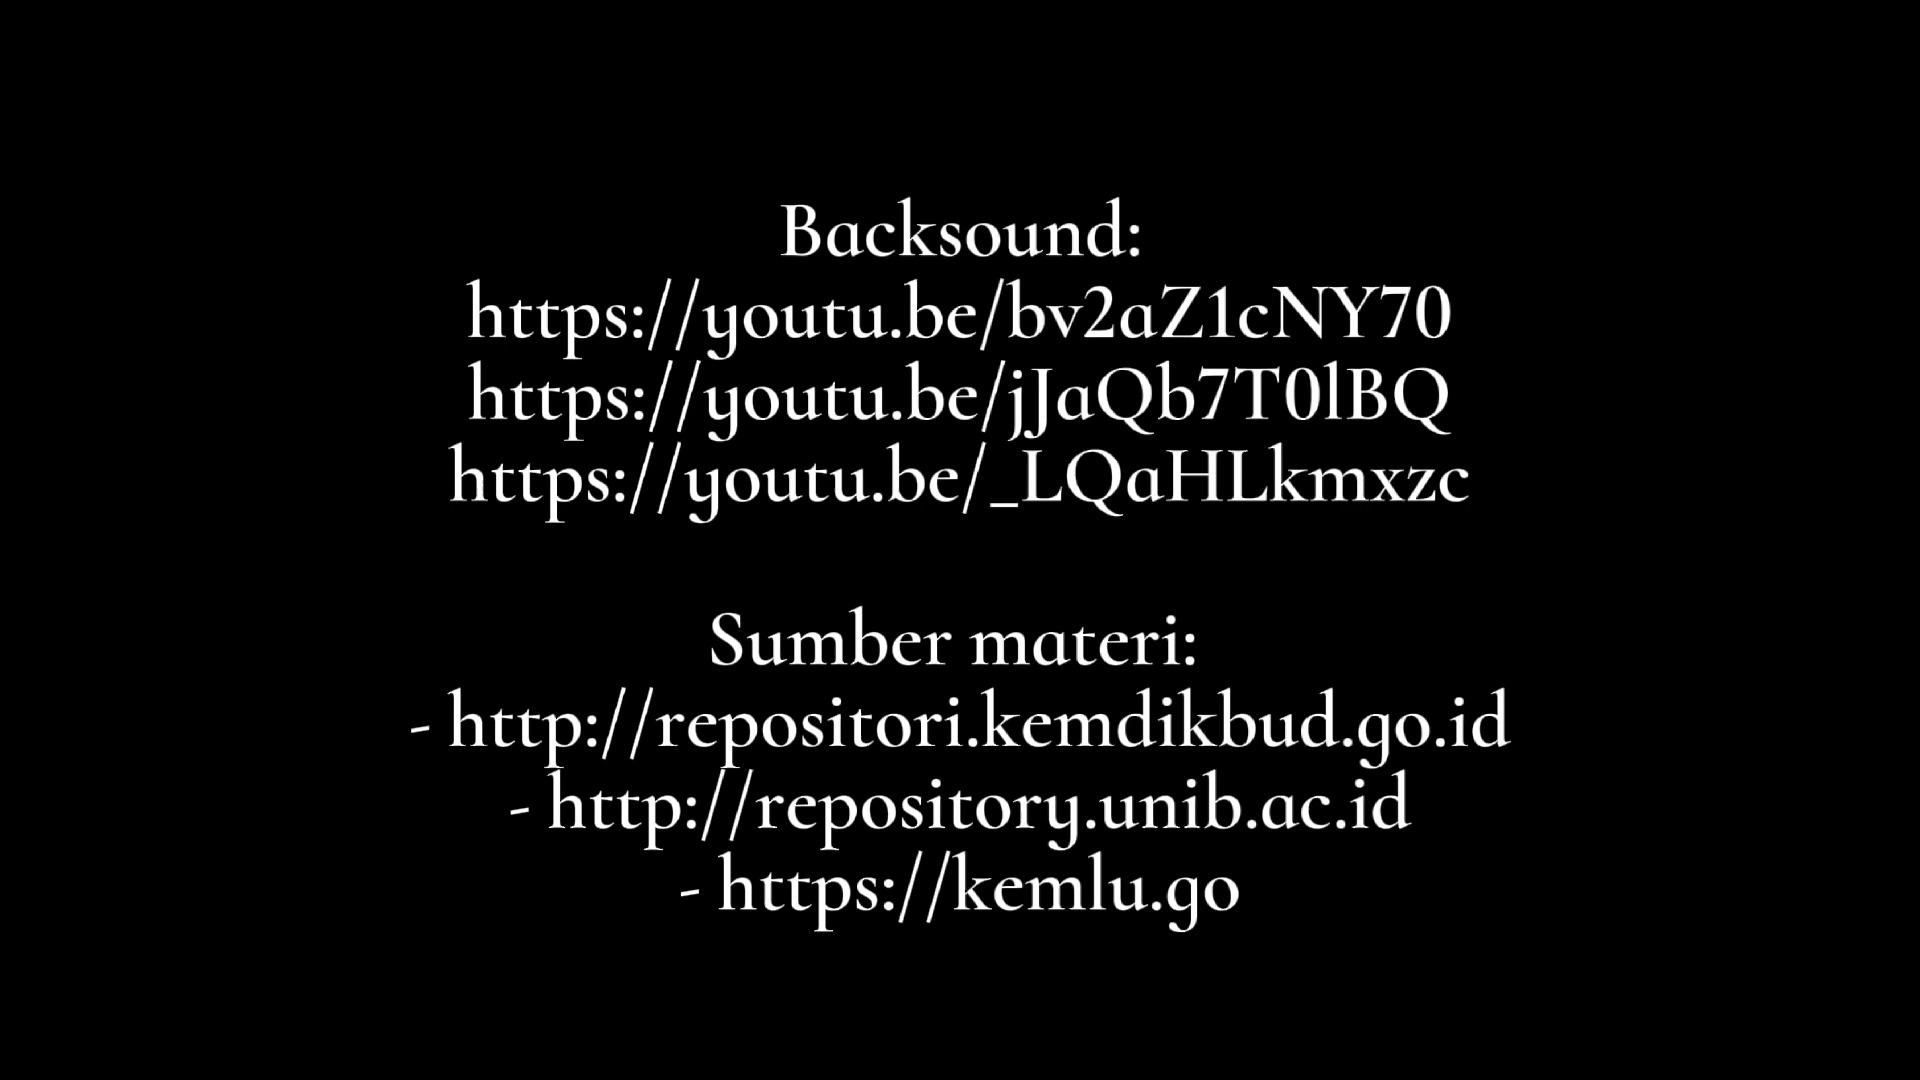 Backsound:
https://youtu.be/bv2aZ1cNY70
https://youtu.be/jJaQb7T0lBQ
https://youtu.be/_LQaHLkmxzc
Sumber materi:
- http://repositori.kemdikbud.go.id
- http://repository.unib.ac.id
- https://kemlu.go